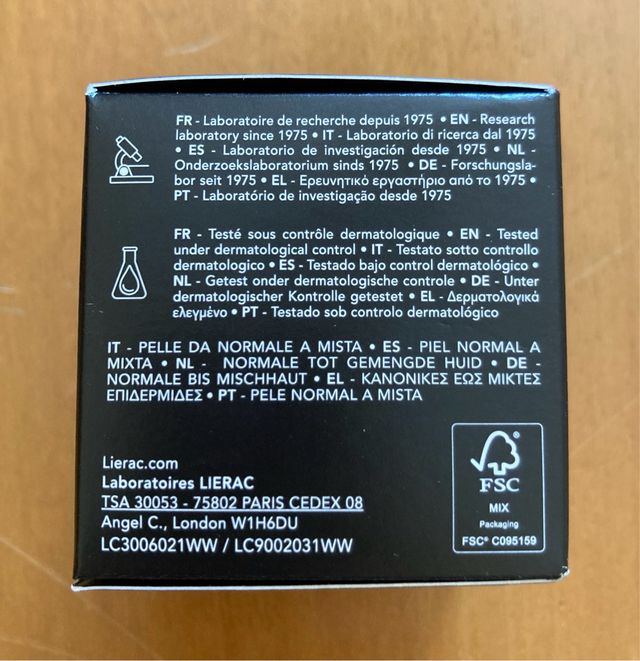 FR - Laboratoire de recherche depuis 1975 • EN - Research
laboratory since 1975 • IT - Laboratorio di ricerca dal 1975
• ES - Laboratorio de investigación desde 1975 • NL -
Onderzoekslaboratorium sinds 1975 • DE - Forschungsla-
bor seit 1975 • EL - Ερευνητικό εργαστήριο από το 1975 •
PT - Laboratório de investigação desde 1975
FR - Testé sous contrôle dermatologique • EN - Tested
under dermatological control • IT - Testato sotto controllo
dermatologico • ES - Testado bajo control dermatológico •
NL - Getest onder dermatologische controle • DE - Unter
dermatologischer Kontrolle getestet • EL - Δερματολογικά
ελεγμένο • PT - Testado sob controlo dermatológico
IT - PELLE DA NORMALE A MISTA • ES - PIEL NORMAL A
MIXTA • NL - NORMALE TOT GEMENGDE HUID • DE -
NORMALE BIS MISCHHAUT • EL - ΚΑΝΟΝΙΚΕΣ ΕΩΣ ΜΙΚΤΕΣ
ΕΠΙΔΕΡΜΙΔΕΣ • PT - PELE NORMAL A MISTA
Lierac.com
Laboratoires LIERAC
TSA 30053 - 75802 PARIS CEDEX 08
Angel C., London W1H6DU
LC3006021WW / LC9002031WW
FSC
MIX
Packaging
FSC® C095159